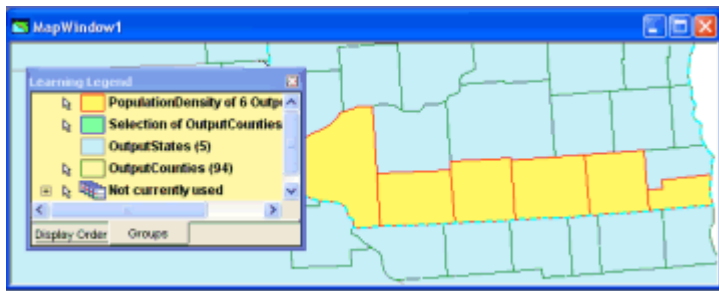 MapWindow1
Learning Legend
PopulationDensity of 6 Outpu
Selection of OutputCounties
OutputStates (5)
OutputCounties (94)
Not currently used
Display Order Groups